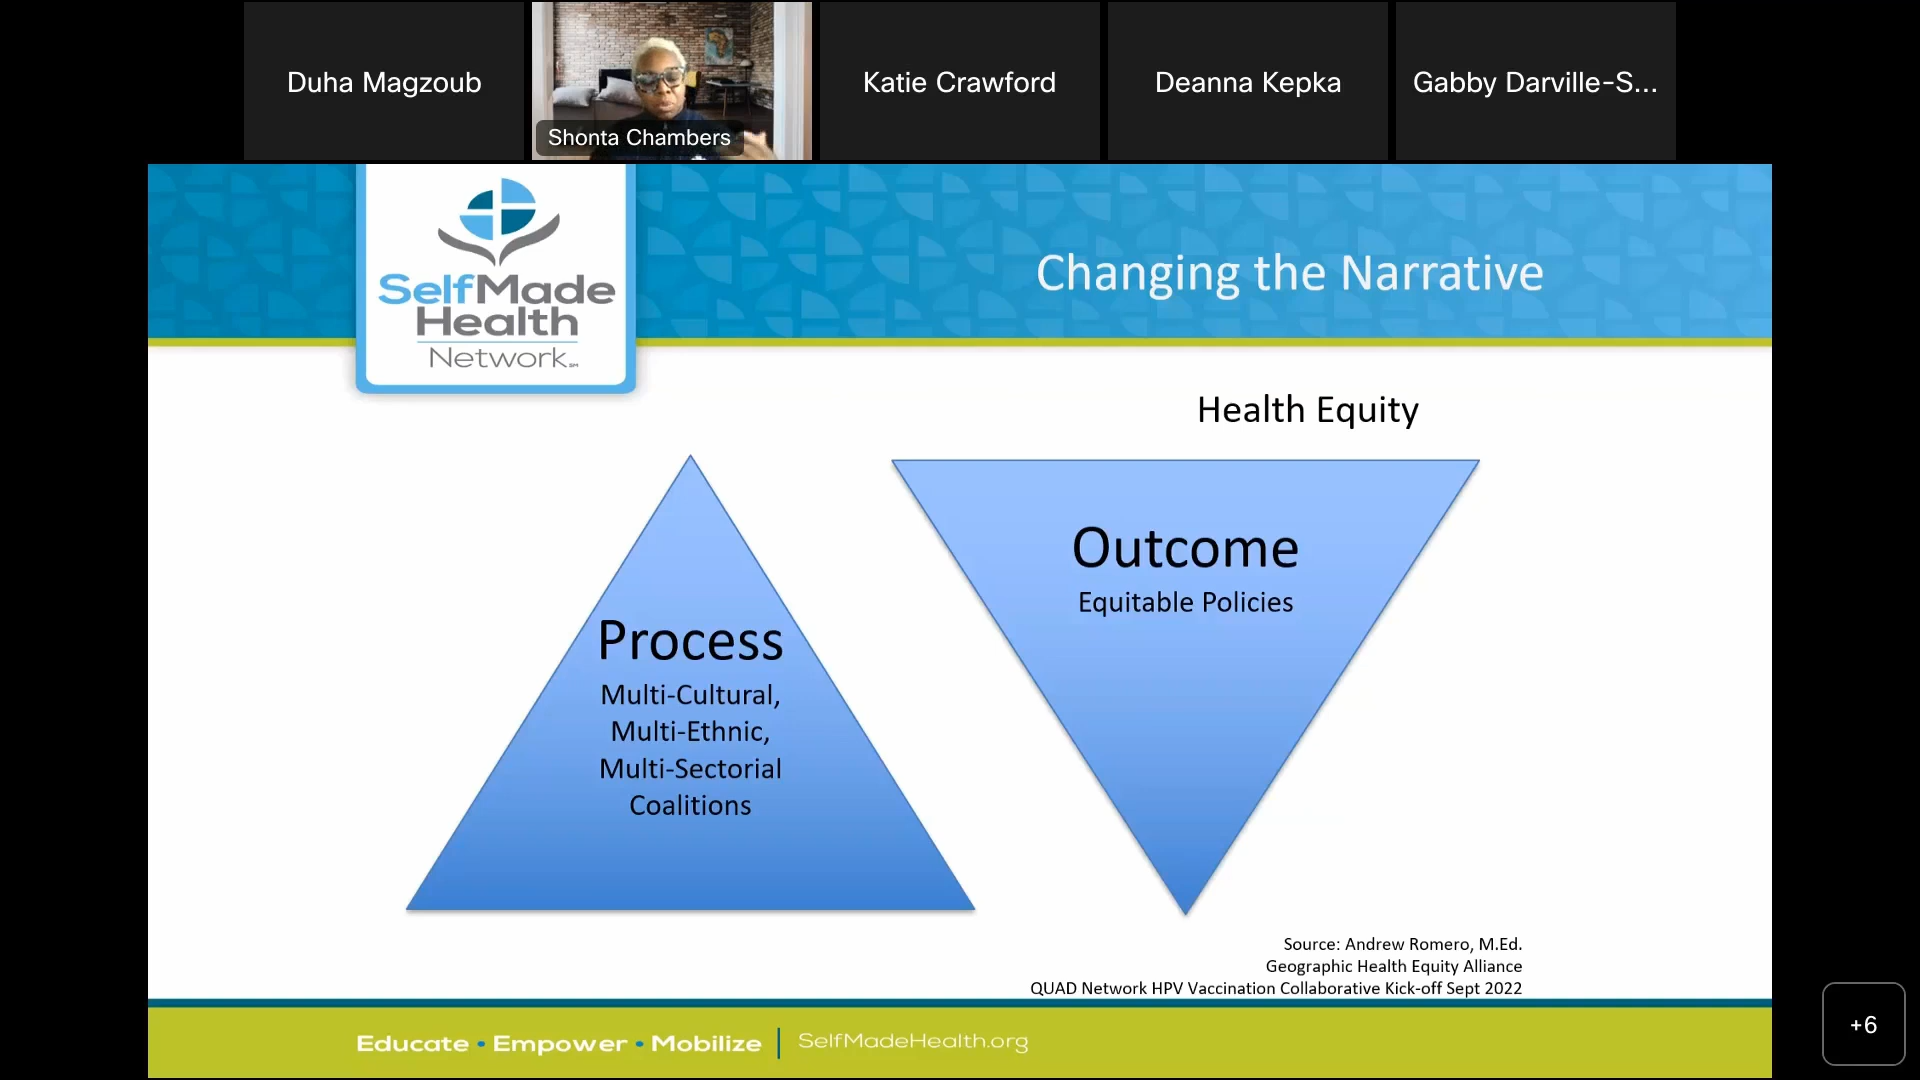 Duha Magzoub
Shonta Chambers
Katie Crawford
Deanna Kepka
Gabby Darville-S...
SelfMade
Health
Network℠
Changing the Narrative
Health Equity
Process
Multi-Cultural,
Multi-Ethnic,
Multi-Sectorial
Coalitions
Outcome
Equitable Policies
Source: Andrew Romero, M.Ed.
Geographic Health Equity Alliance
QUAD Network HPV Vaccination Collaborative Kick-off Sept 2022
Educate • Empower • Mobilize | SelfMadeHealth.org
+6